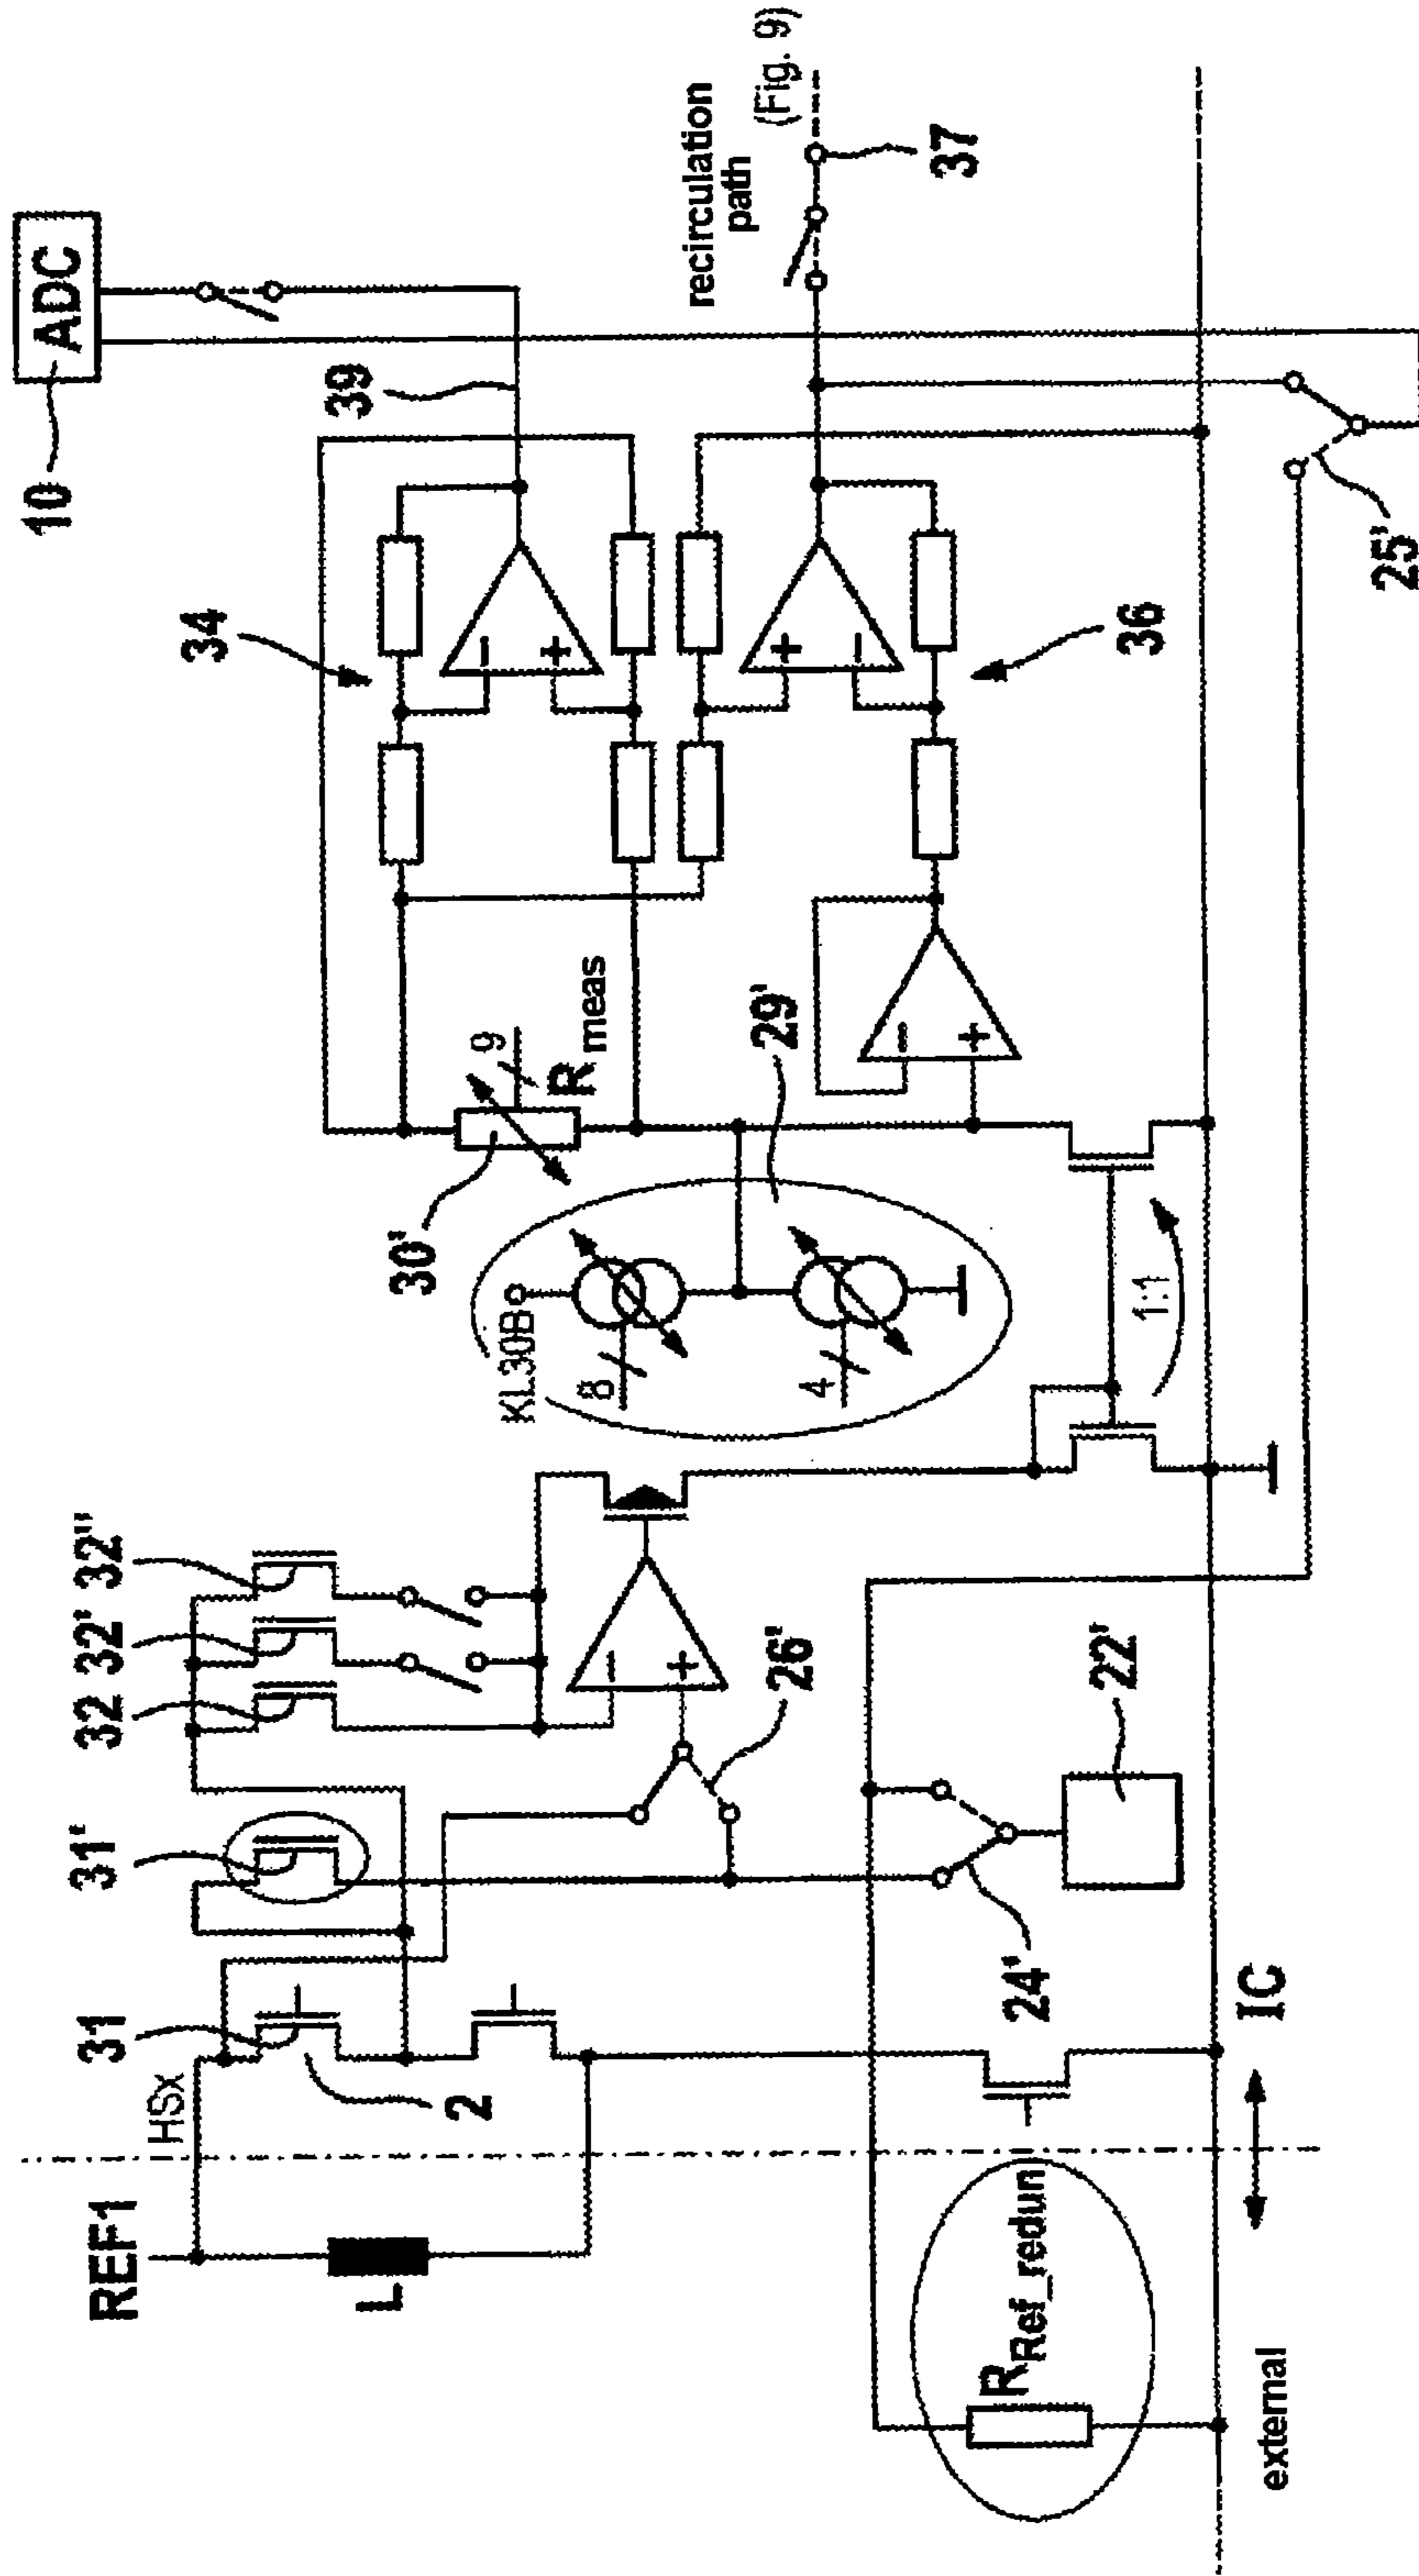 REF1
HSx
L
31
2
31'
32
32'
32"
26'
24'
22'
R Ref_redun
external
IC
KL30B
8
4
29'
30'
9
R meas
1:1
34
36
39
10
ADC
recirculation
path
(Fig. 9)
37
25'
-
+
-
+
-
+
+
-